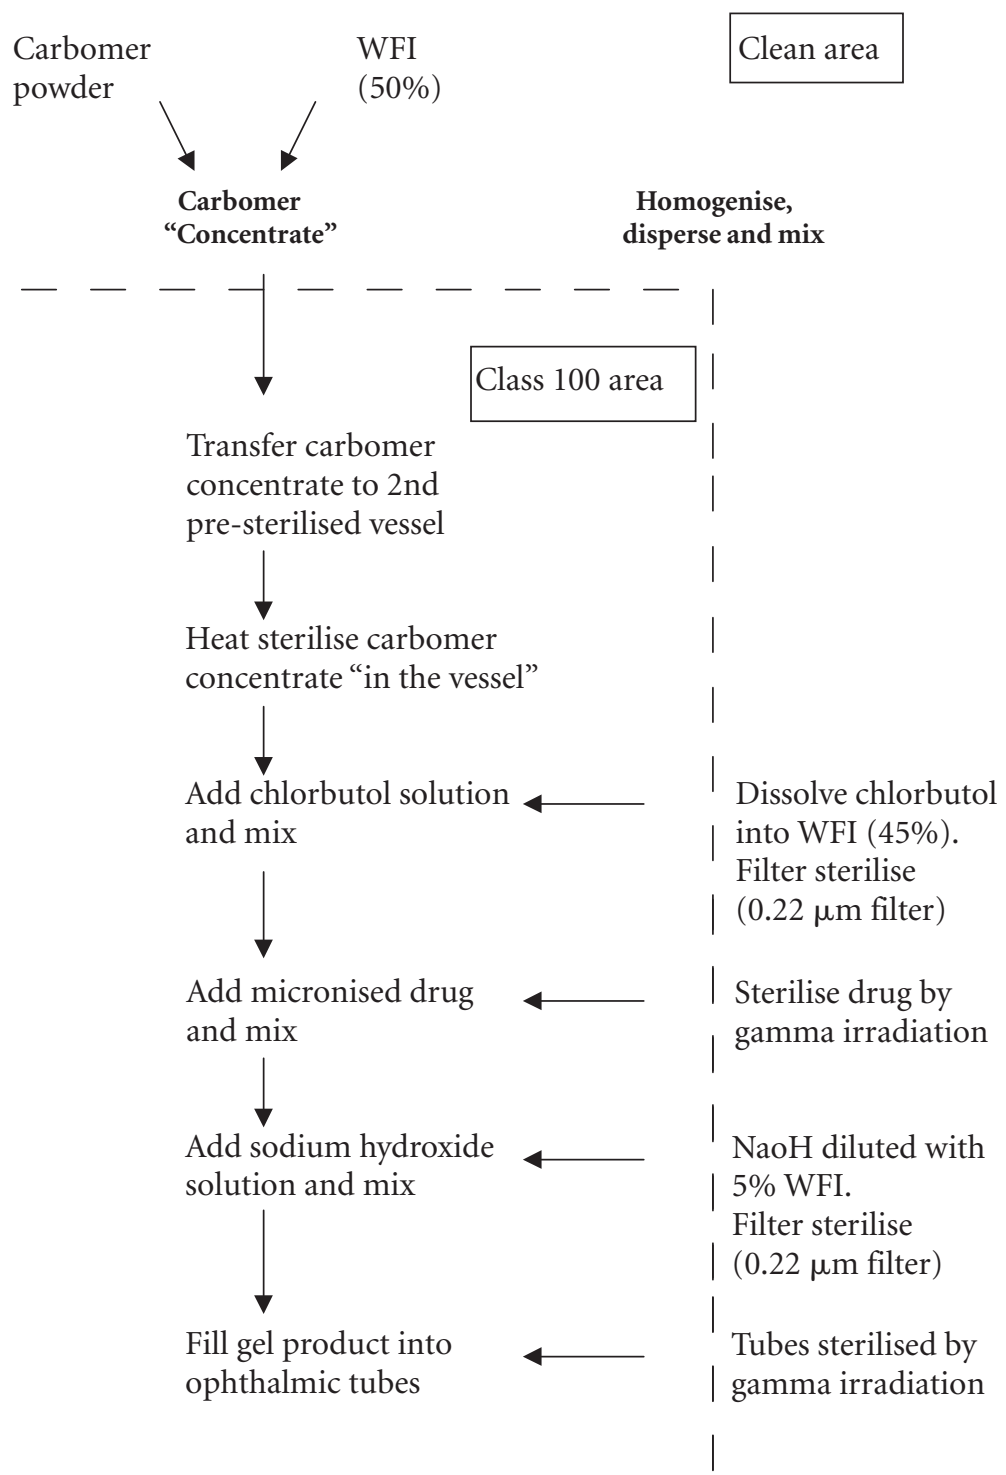 Carbomer
powder
WFI
(50%)
Clean area
Carbomer
“Concentrate”
Homogenise,
disperse and mix
Class 100 area
Transfer carbomer
concentrate to 2nd
pre-sterilised vessel
Heat sterilise carbomer
concentrate “in the vessel”
Add chlorbutol solution
and mix
Dissolve chlorbutol
into WFI (45%).
Filter sterilise
(0.22 μm filter)
Add micronised drug
and mix
Sterilise drug by
gamma irradiation
Add sodium hydroxide
solution and mix
NaoH diluted with
5% WFI.
Filter sterilise
(0.22 μm filter)
Fill gel product into
ophthalmic tubes
Tubes sterilised by
gamma irradiation